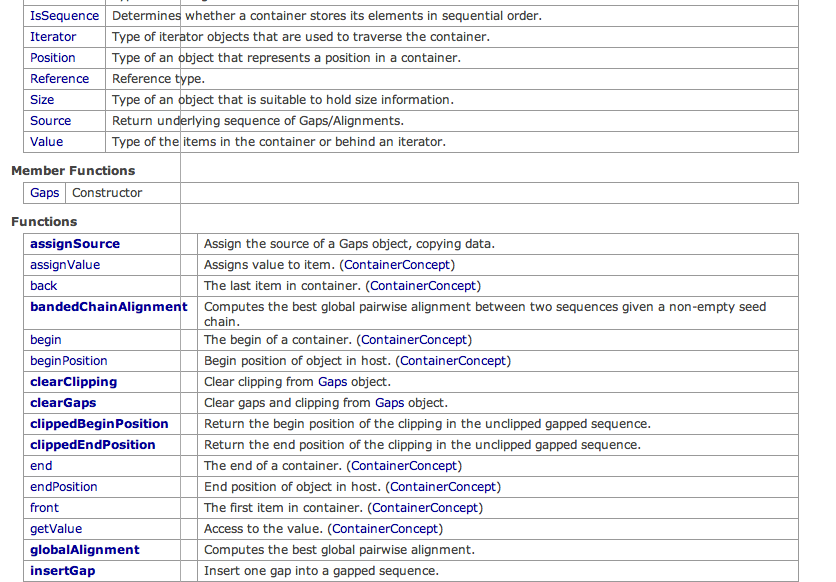 IsSequence Determines whether a container stores its elements in sequential order.
Iterator Type of iterator objects that are used to traverse the container.
Position Type of an object that represents a position in a container.
Reference Reference type.
Size Type of an object that is suitable to hold size information.
Source Return underlying sequence of Gaps/Alignments.
Value Type of the items in the container or behind an iterator.
Member Functions
Gaps Constructor
Functions
assignSource Assign the source of a Gaps object, copying data.
assignValue Assigns value to item. (ContainerConcept)
back The last item in container. (ContainerConcept)
bandedChainAlignment Computes the best global pairwise alignment between two sequences given a non-empty seed
chain.
begin The begin of a container. (ContainerConcept)
beginPosition Begin position of object in host. (ContainerConcept)
clearClipping Clear clipping from Gaps object.
clearGaps Clear gaps and clipping from Gaps object.
clippedBeginPosition Return the begin position of the clipping in the unclipped gapped sequence.
clippedEndPosition Return the end position of the clipping in the unclipped gapped sequence.
end The end of a container. (ContainerConcept)
endPosition End position of object in host. (ContainerConcept)
front The first item in container. (ContainerConcept)
getValue Access to the value. (ContainerConcept)
globalAlignment Computes the best global pairwise alignment.
insertGap Insert one gap into a gapped sequence.